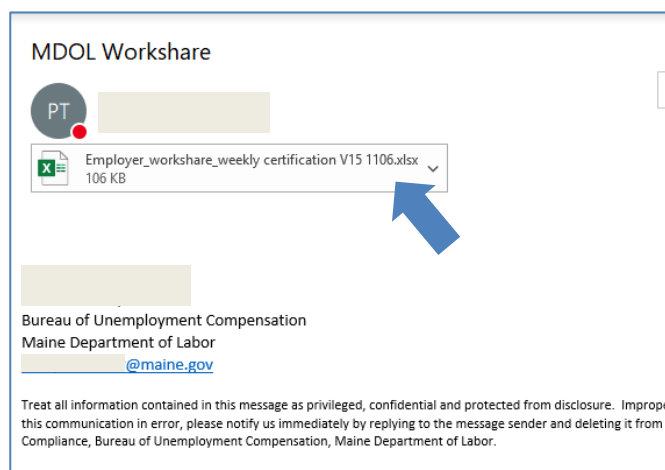 MDOL Workshare
PT
Employer_workshare_weekly certification V15 1106.xlsx
106 KB
Bureau of Unemployment Compensation
Maine Department of Labor
@maine.gov
Treat all information contained in this message as privileged, confidential and protected from disclosure. Imprope
this communication in error, please notify us immediately by replying to the message sender and deleting it from
Compliance, Bureau of Unemployment Compensation, Maine Department of Labor.